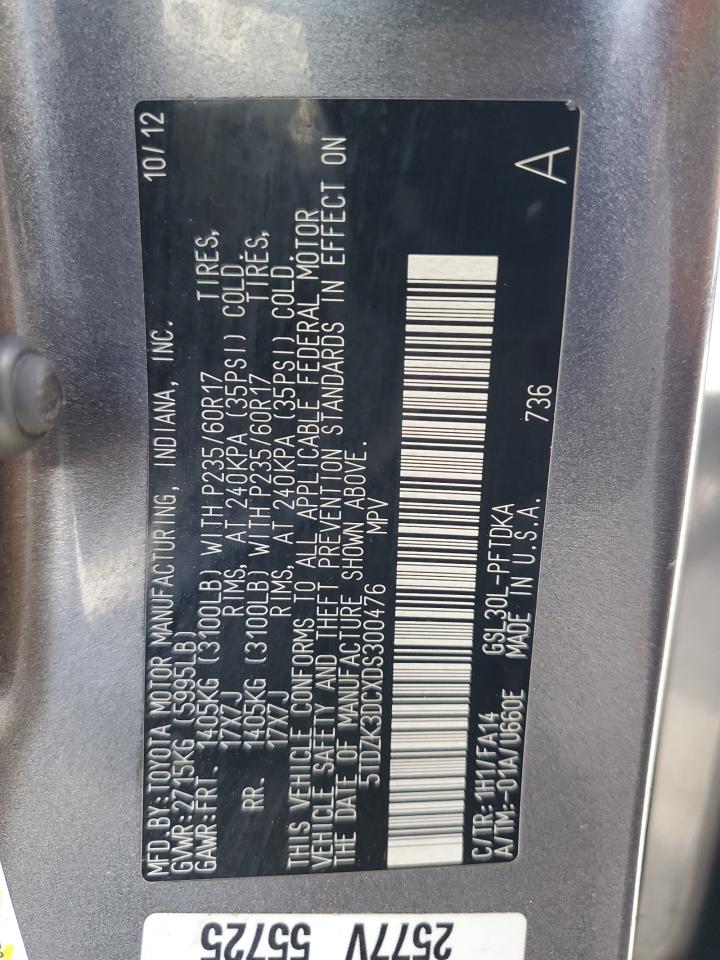 MFD.BY:TOYOTA MOTOR MANUFACTURING, INDIANA, INC. 10/12
GVWR:2715KG (5995LB)
GAWR:FRT. 1405KG (3100LB) WITH P235/60R17 TIRES,
17X7J RIMS, AT 240KPA (35PSI) COLD.
RR. 1405KG (3100LB) WITH P235/60R17 TIRES,
17X7J RIMS, AT 240KPA (35PSI) COLD.
THIS VEHICLE CONFORMS TO ALL APPLICABLE FEDERAL MOTOR
VEHICLE SAFETY AND THEFT PREVENTION STANDARDS IN EFFECT ON
THE DATE OF MANUFACTURE SHOWN ABOVE.
5TDZK3DCXDS300476 MPV
C/TR:1H1/FA14 GSL30L-PFTDKA
A/TM:-01A/U660E MADE IN U.S.A. 736 A
2577V
55725